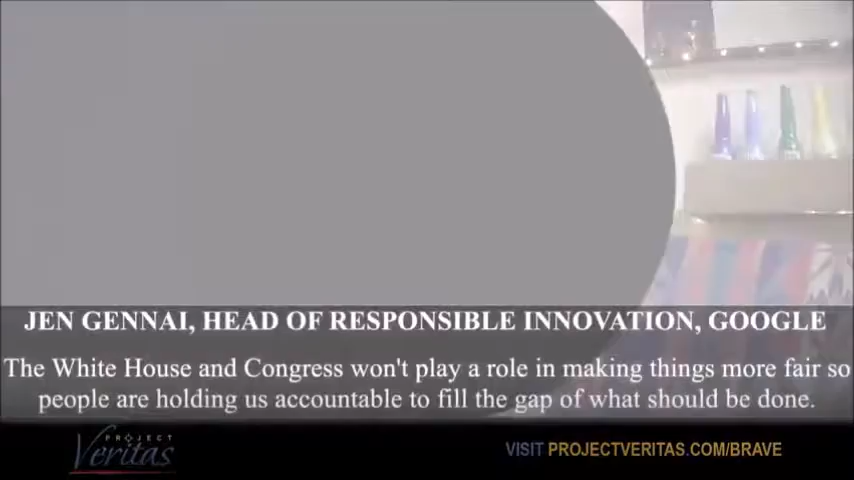 JEN GENNAI, HEAD OF RESPONSIBLE INNOVATION, GOOGLE
The White House and Congress won't play a role in making things more fair so
people are holding us accountable to fill the gap of what should be done.
PROJECT
Veritas
VISIT PROJECTVERITAS.COM/BRAVE